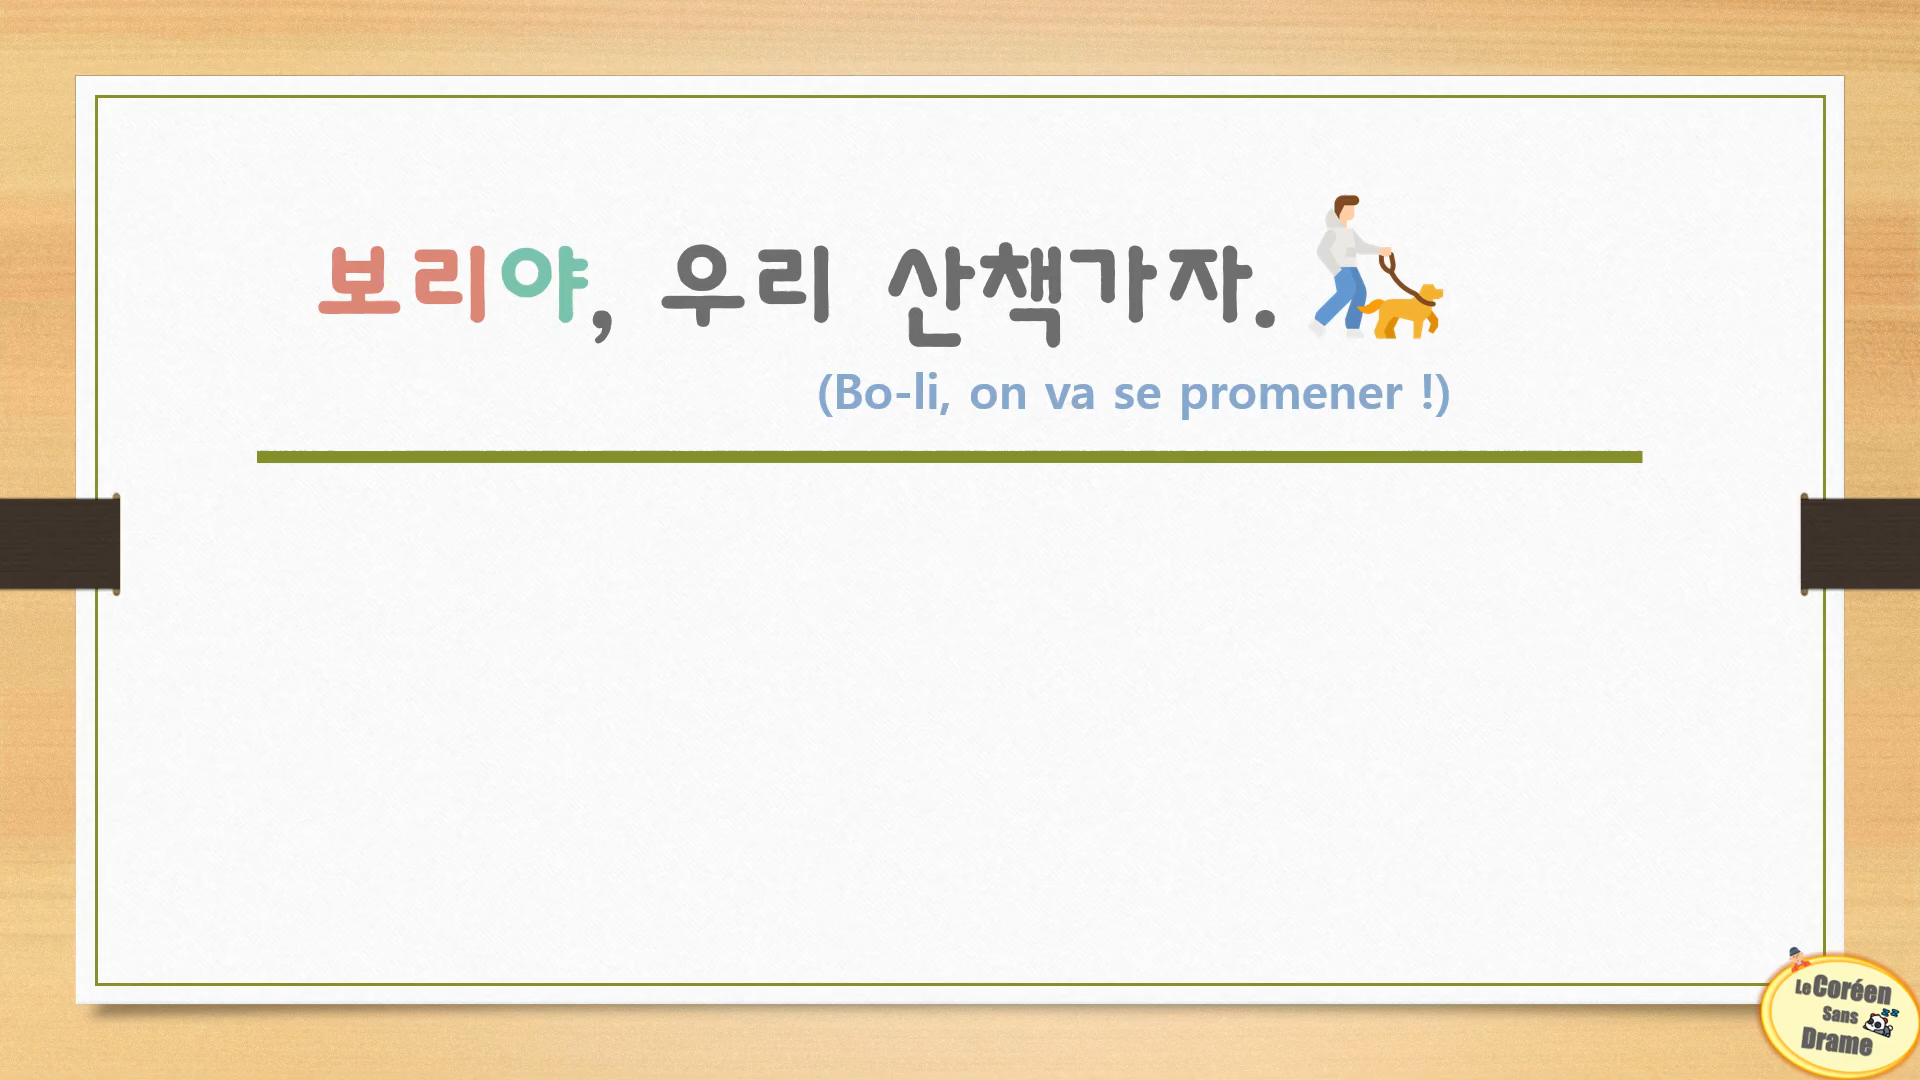 보리야, 우리 산책가자.
(Bo-li, on va se promener !)
Le Coréen
Sans
Drame